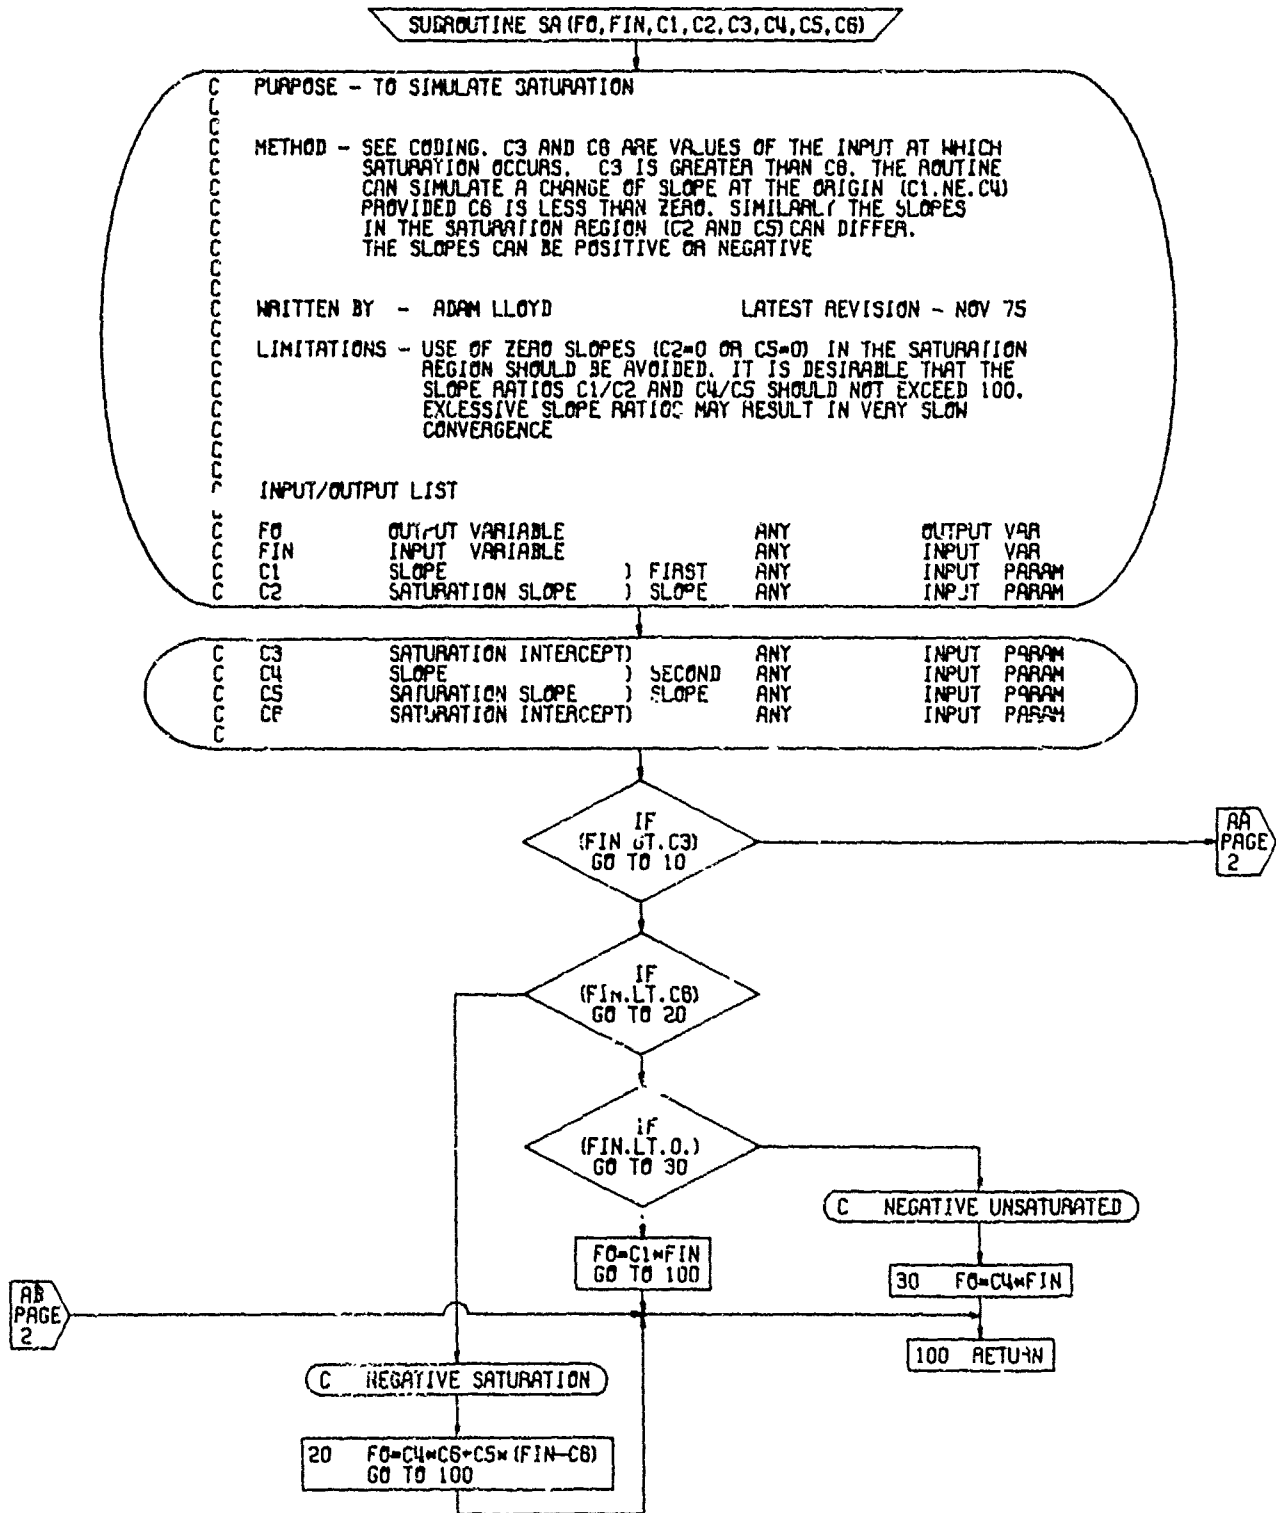 SUBROUTINE SA (FO, FIN, C1, C2, C3, C4, C5, C6)
C PURPOSE - TO SIMULATE SATURATION
C
C
C METHOD - SEE CODING. C3 AND C6 ARE VALUES OF THE INPUT AT WHICH
C SATURATION OCCURS. C3 IS GREATER THAN C6. THE ROUTINE
C CAN SIMULATE A CHANGE OF SLOPE AT THE ORIGIN (C1.NE.C4)
C PROVIDED C6 IS LESS THAN ZERO. SIMILARLY THE SLOPES
C IN THE SATURATION REGION (C2 AND C5) CAN DIFFER.
C THE SLOPES CAN BE POSITIVE OR NEGATIVE
C
C
C WRITTEN BY - ADAM LLOYD LATEST REVISION - NOV 75
C
C LIMITATIONS - USE OF ZERO SLOPES (C2=0 OR C5=0) IN THE SATURATION
C REGION SHOULD BE AVOIDED. IT IS DESIRABLE THAT THE
C SLOPE RATIOS C1/C2 AND C4/C5 SHOULD NOT EXCEED 100.
C EXCESSIVE SLOPE RATIOS MAY RESULT IN VERY SLOW
C CONVERGENCE
C
C
C INPUT/OUTPUT LIST
C
C FO OUTPUT VARIABLE ANY OUTPUT VAR
C FIN INPUT VARIABLE ANY INPUT VAR
C C1 SLOPE ) FIRST ANY INPUT PARAM
C C2 SATURATION SLOPE ) SLOPE ANY INPUT PARAM
C C3 SATURATION INTERCEPT) ANY INPUT PARAM
C C4 SLOPE ) SECOND ANY INPUT PARAM
C C5 SATURATION SLOPE ) SLOPE ANY INPUT PARAM
C C6 SATURATION INTERCEPT) ANY INPUT PARAM
C
IF
(FIN.GT.C3)
GO TO 10
AA
PAGE
2
IF
(FIN.LT.C6)
GO TO 20
IF
(FIN.LT.0.)
GO TO 30
C NEGATIVE UNSATURATED
FO=C1*FIN
GO TO 100
30 FO=C4*FIN
AB
PAGE
2
100 RETURN
C NEGATIVE SATURATION
20 FO=C4*C6+C5*(FIN-C6)
GO TO 100